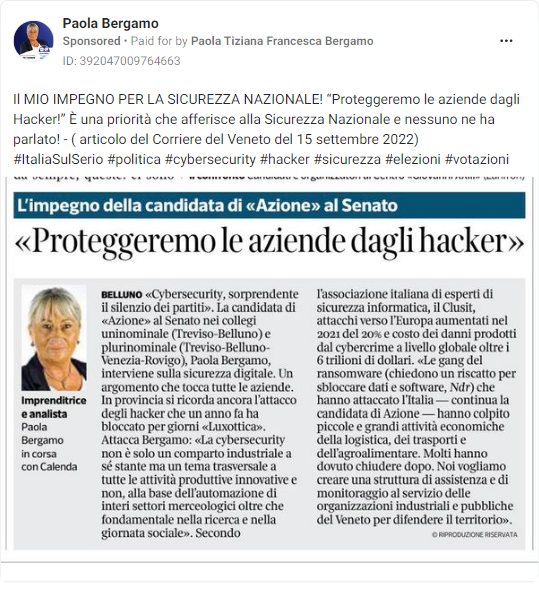 Paola Bergamo
Sponsored • Paid for by Paola Tiziana Francesca Bergamo
ID: 392047009764663
Il MIO IMPEGNO PER LA SICUREZZA NAZIONALE! “Proteggeremo le aziende dagli
Hacker!” È una priorità che afferisce alla Sicurezza Nazionale e nessuno ne ha
parlato! - ( articolo del Corriere del Veneto del 15 settembre 2022)
#ItaliaSulSerio #politica #cybersecurity #hacker #sicurezza #elezioni #votazioni
L’impegno della candidata di «Azione» al Senato
«Proteggeremo le aziende dagli hacker»
Imprenditrice
e analista
Paola
Bergamo
in corsa
con Calenda
BELLUNO «Cybersecurity, sorprendente
il silenzio dei partiti». La candidata di
«Azione» al Senato nei collegi
uninominale (Treviso-Belluno) e
plurinominale (Treviso-Belluno-
Venezia-Rovigo), Paola Bergamo,
interviene sulla sicurezza digitale. Un
argomento che tocca tutte le aziende.
In provincia si ricorda ancora l’attacco
degli hacker che un anno fa ha
bloccato per giorni «Luxottica».
Attacca Bergamo: «La cybersecurity
non è solo un comparto industriale a
sé stante ma un tema trasversale a
tutte le attività produttive innovative e
non, alla base dell’automazione di
interi settori merceologici oltre che
fondamentale nella ricerca e nella
giornata sociale». Secondo
l’associazione italiana di esperti di
sicurezza informatica, il Clusit,
attacchi verso l’Europa aumentati nel
2021 del 20% e costo dei danni prodotti
dal cybercrime a livello globale oltre i
6 trilioni di dollari. «Le gang del
ransomware (chiedono un riscatto per
sbloccare dati e software, Ndr) che
hanno attaccato l’Italia — continua la
candidata di Azione — hanno colpito
piccole e grandi attività economiche
della logistica, dei trasporti e
dell’agroalimentare. Molti hanno
dovuto chiudere dopo. Noi vogliamo
creare una struttura di assistenza e di
monitoraggio al servizio delle
organizzazioni industriali e pubbliche
del Veneto per difendere il territorio».
© RIPRODUZIONE RISERVATA